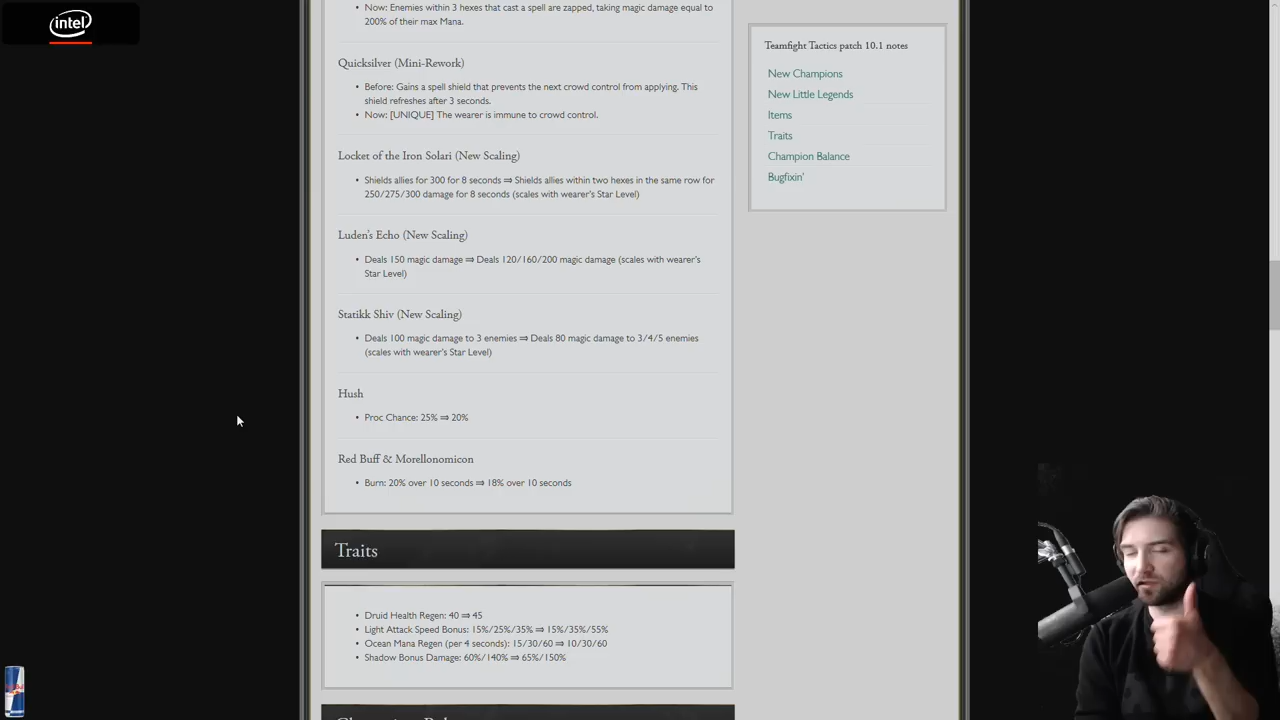 intel
• Now: Enemies within 3 hexes that cast a spell are zapped, taking magic damage equal to
200% of their max Mana.
Quicksilver (Mini-Rework)
• Before: Gains a spell shield that prevents the next crowd control from applying. This
shield refreshes after 3 seconds.
• Now: [UNIQUE] The wearer is immune to crowd control.
Locket of the Iron Solari (New Scaling)
• Shields allies for 300 for 8 seconds ⇒ Shields allies within two hexes in the same row for
250/275/300 damage for 8 seconds (scales with wearer's Star Level)
Luden's Echo (New Scaling)
• Deals 150 magic damage ⇒ Deals 120/160/200 magic damage (scales with wearer's
Star Level)
Statikk Shiv (New Scaling)
• Deals 100 magic damage to 3 enemies ⇒ Deals 80 magic damage to 3/4/5 enemies
(scales with wearer's Star Level)
Hush
• Proc Chance: 25% ⇒ 20%
Red Buff & Morellonomicon
• Burn: 20% over 10 seconds ⇒ 18% over 10 seconds
Traits
• Druid Health Regen: 40 ⇒ 45
• Light Attack Speed Bonus: 15%/25%/35% ⇒ 15%/35%/55%
• Ocean Mana Regen (per 4 seconds): 15/30/60 ⇒ 10/30/60
• Shadow Bonus Damage: 60%/140% ⇒ 65%/150%
Teamfight Tactics patch 10.1 notes
New Champions
New Little Legends
Items
Traits
Champion Balance
Bugfixin'